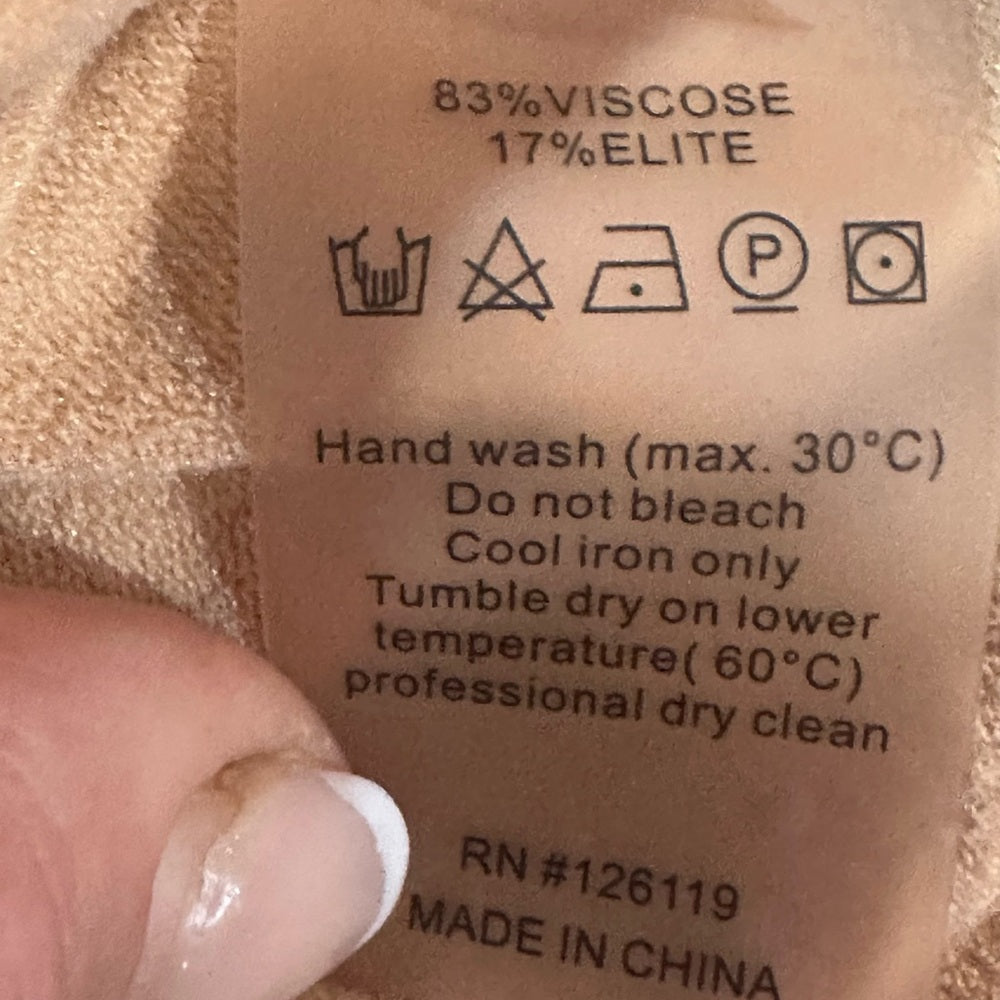 83%VISCOSE
17%ELITE
P
Hand wash (max. 30°C)
Do not bleach
Cool iron only
Tumble dry on lower
temperature( 60°C)
professional dry clean
RN #126119
MADE IN CHINA